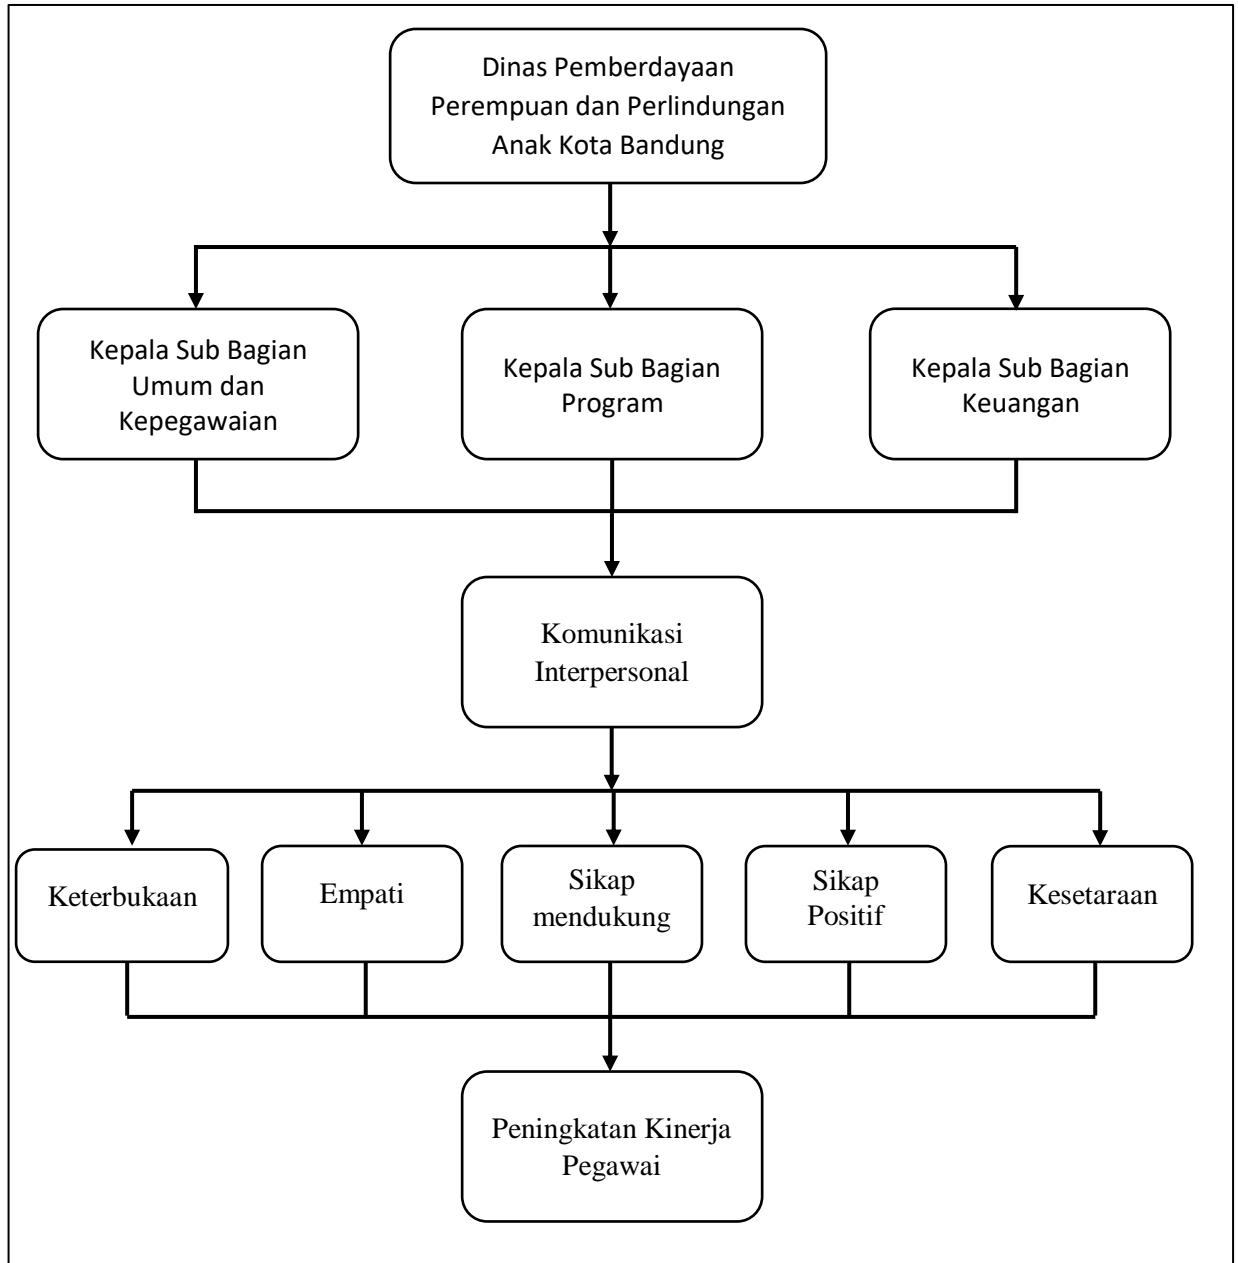 Dinas Pemberdayaan
Perempuan dan Perlindungan
Anak Kota Bandung
Kepala Sub Bagian
Umum dan
Kepegawaian
Kepala Sub Bagian
Program
Kepala Sub Bagian
Keuangan
Komunikasi
Interpersonal
Keterbukaan
Empati
Sikap
mendukung
Sikap
Positif
Kesetaraan
Peningkatan Kinerja
Pegawai